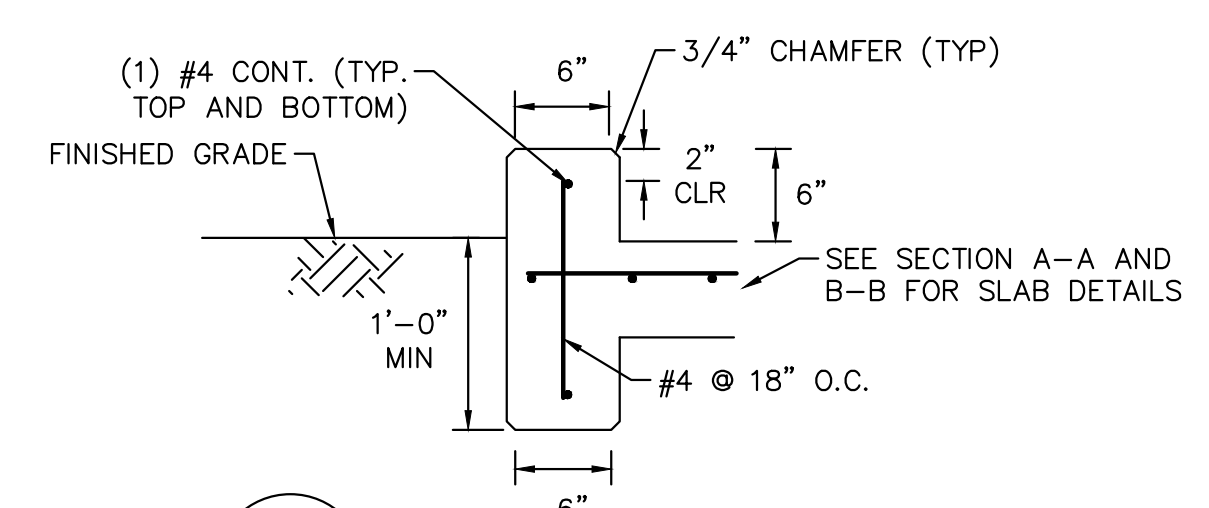 (1) #4 CONT. (TYP.
TOP AND BOTTOM)
6”
3/4” CHAMFER (TYP)
FINISHED GRADE
2”
CLR
6”
SEE SECTION A–A AND
B–B FOR SLAB DETAILS
1’–0”
MIN
#4 @ 18” O.C.
6”